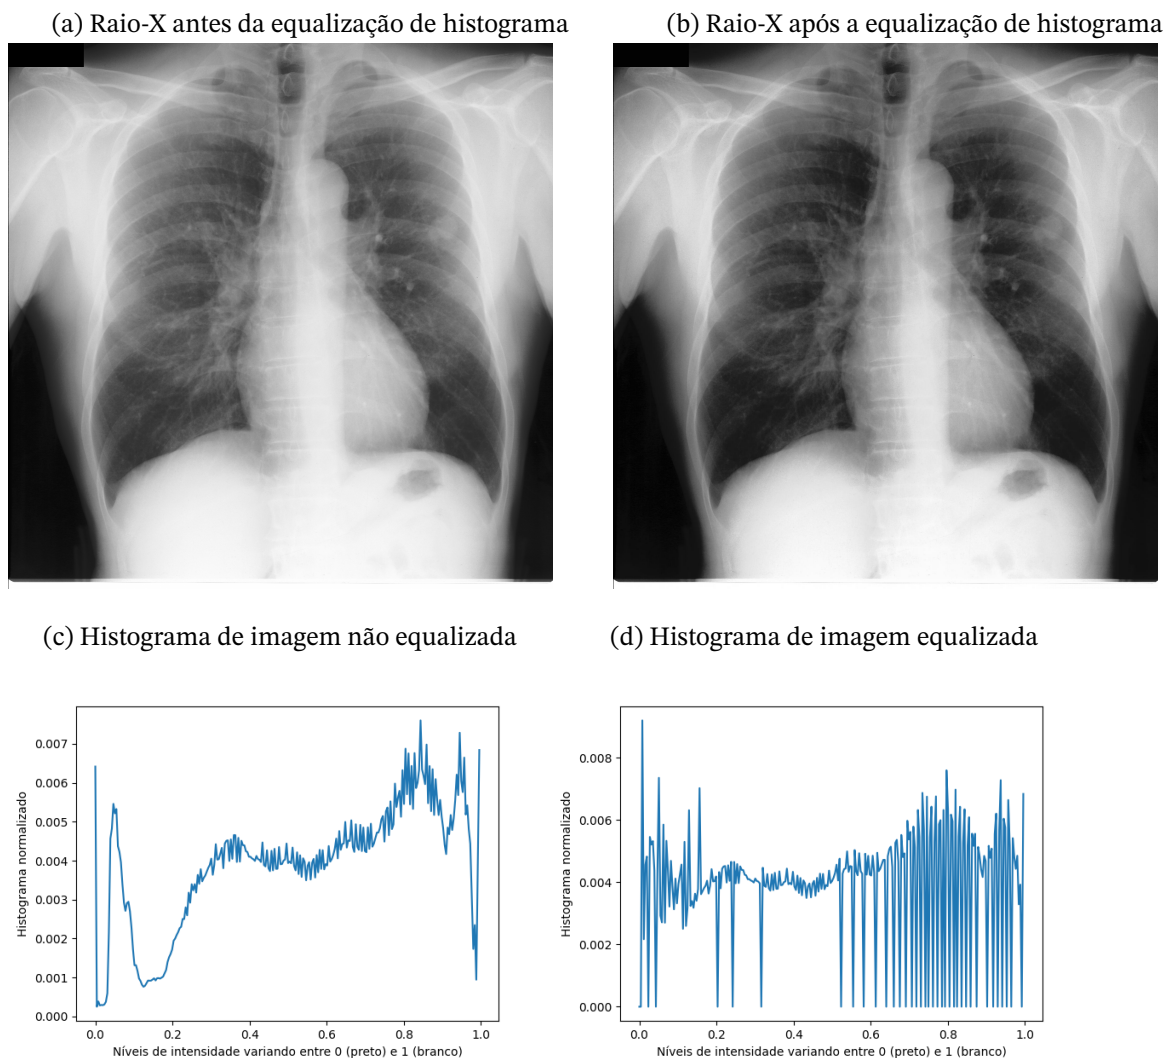 (a) Raio-X antes da equalização de histograma
(b) Raio-X após a equalização de histograma
(c) Histograma de imagem não equalizada
(d) Histograma de imagem equalizada
Histograma normalizado
0.007
0.006
0.005
0.004
0.003
0.002
0.001
0.000
0.0 0.2 0.4 0.6 0.8 1.0
Níveis de intensidade variando entre 0 (preto) e 1 (branco)
Histograma normalizado
0.008
0.006
0.004
0.002
0.000
0.0 0.2 0.4 0.6 0.8 1.0
Níveis de intensidade variando entre 0 (preto) e 1 (branco)